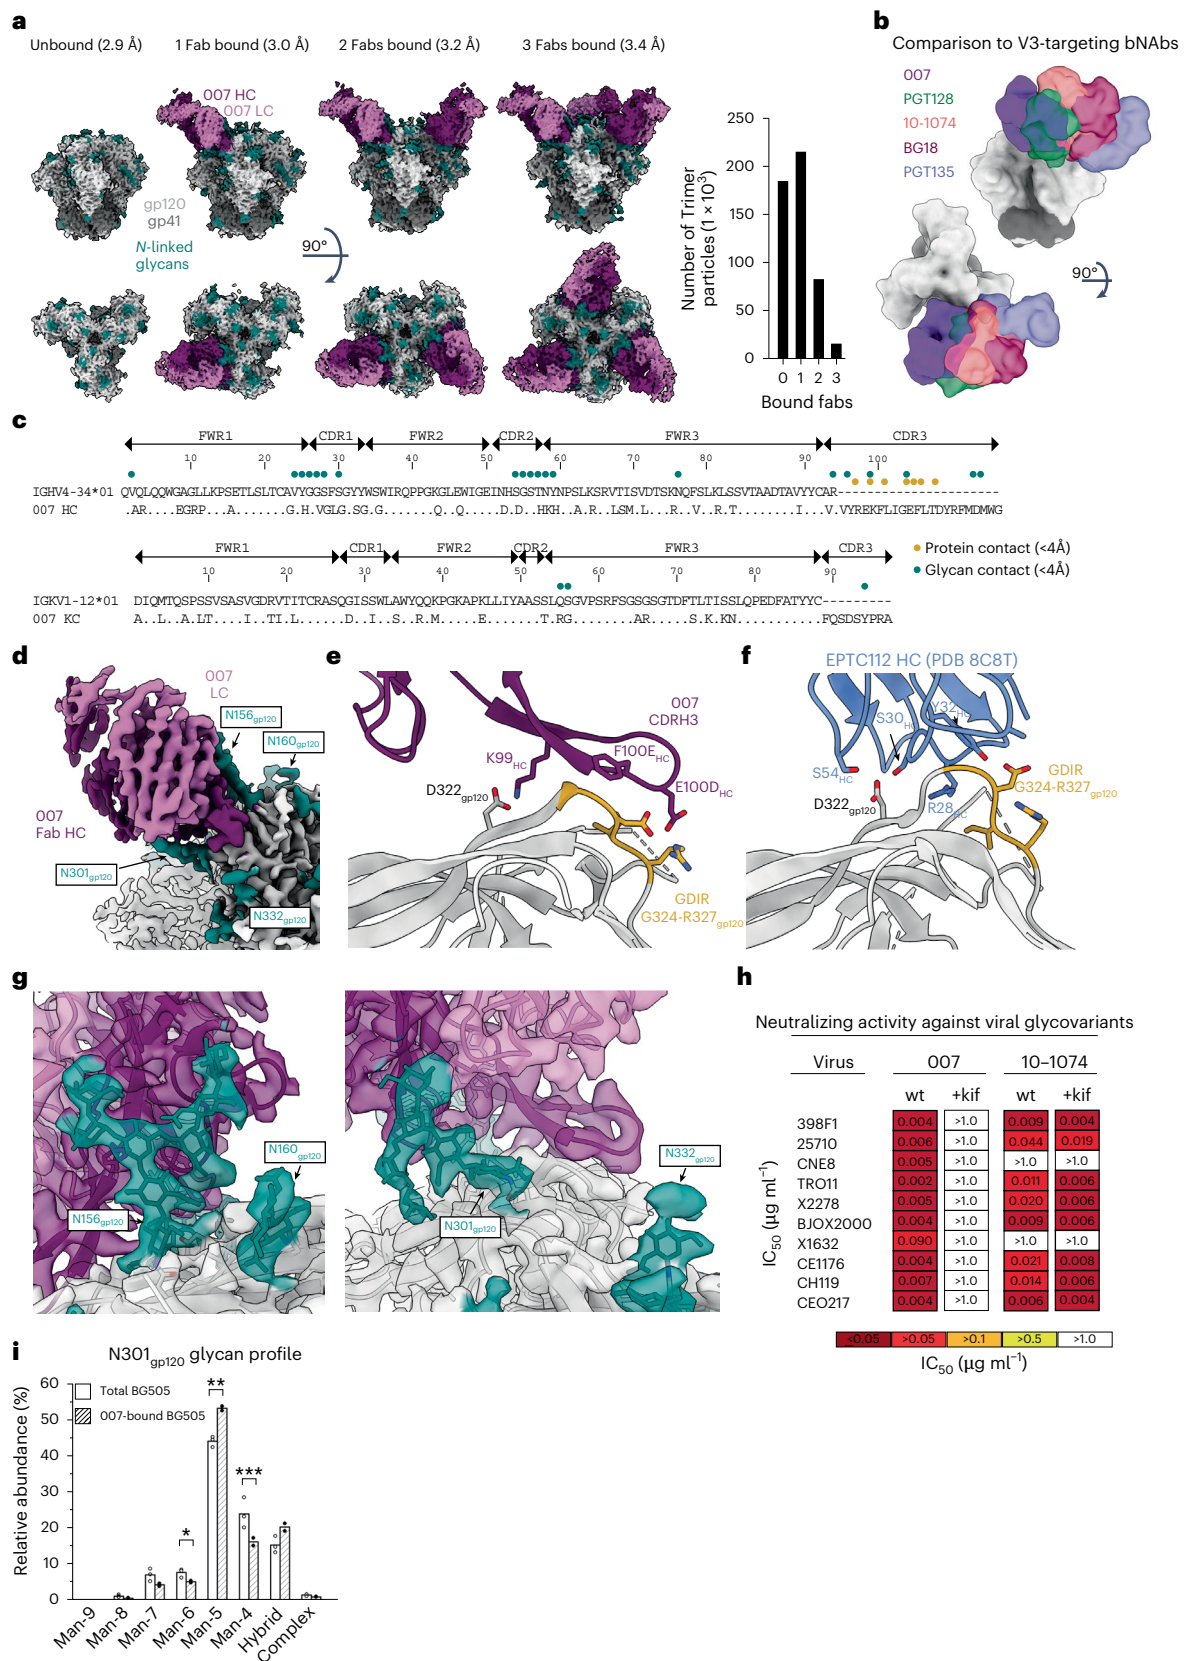 a
Unbound (2.9 Å)
1 Fab bound (3.0 Å)
2 Fabs bound (3.2 Å)
3 Fabs bound (3.4 Å)
007 HC
007 LC
gp120
gp41
N-linked
glycans
90°
Number of Trimer
particles (1 × 10³)
250
200
150
100
50
0
0 1 2 3
Bound fabs
b
Comparison to V3-targeting bNAbs
007
PGT128
10-1074
BG18
PGT135
90°
c
FWR1 CDR1 FWR2 CDR2 FWR3 CDR3
10 20 30 40 50 60 70 80 90 100
IGHV4-34*01 QVQLQQWGAGLLKPSETLSLTCAVYGGSFSGYYWSWIRQPPGKGLEWIGEINHSGSTNYNPSLKSRVTISVDTSKNQFSLKLSSVTAADTAVYYCAR----------------------
007 HC .AR....EGRP...A.......G.H.VGLG.SG.G.......Q..Q.....D.DHKH..A.R..LSM.L...R..V..R.T........I...V.VYREKFLIGEFLTDYRFMDMWG
FWR1 CDR1 FWR2 CDR2 FWR3 CDR3
10 20 30 40 50 60 70 80 90
IGKV1-12*01 DIQMTQSPSSVSASVGDRVTITCRASQGISSWLAWYQQKPGKAPKLLIYAASSLQSGVPSRFSGSGSGTDFTLTISSLQPEDFATYYC---------
007 KC A..L..ALT....I...TI.L......D..I..S..R..M....E.......T.RG........AR.....S.K.KN...........FQSDSYPRA
Protein contact (<4Å)
Glycan contact (<4Å)
d
007
LC
N156gp120
N160gp120
007
Fab HC
N301gp120
N332gp120
e
007
CDRH3
K99HC
F100EHC
E100DHC
D322gp120
GDIR
G324-R327gp120
f
EPTC112 HC (PDB 8C8T)
Y32HC
S30HC
S54HC
GDIR
G324-R327gp120
D322gp120
R28HC
g
N160gp120
N156gp120
N332gp120
N301gp120
h
Neutralizing activity against viral glycovariants
Virus 007 10–1074
wt +kif wt +kif
398F1 0.004 >1.0 0.009 0.004
25710 0.006 >1.0 0.044 0.019
CNE8 0.005 >1.0 >1.0 >1.0
TRO11 0.002 >1.0 0.011 0.006
X2278 0.005 >1.0 0.020 0.006
BJOX2000 0.004 >1.0 0.009 0.006
X1632 0.090 >1.0 >1.0 >1.0
CE1176 0.004 >1.0 0.021 0.008
CH119 0.007 >1.0 0.014 0.006
CEO217 0.004 >1.0 0.006 0.004
IC50 (µg ml−1)
<0.05 >0.05 >0.1 >0.5 >1.0
IC50 (µg ml−1)
i
N301gp120 glycan profile
Total BG505
007-bound BG505
Relative abundance (%)
60
50
40
30
20
10
0
*
**
***
Man-9
Man-8
Man-7
Man-6
Man-5
Man-4
Hybrid
Complex